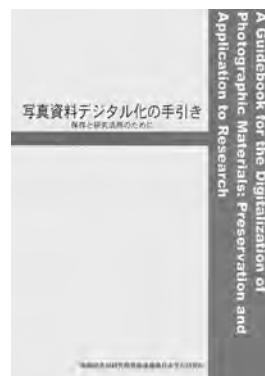 写真資料デジタル化の手引き
保存と研究活用のために
A Guidebook for the Digitalization of
Photographic Materials: Preservation and
Application to Research